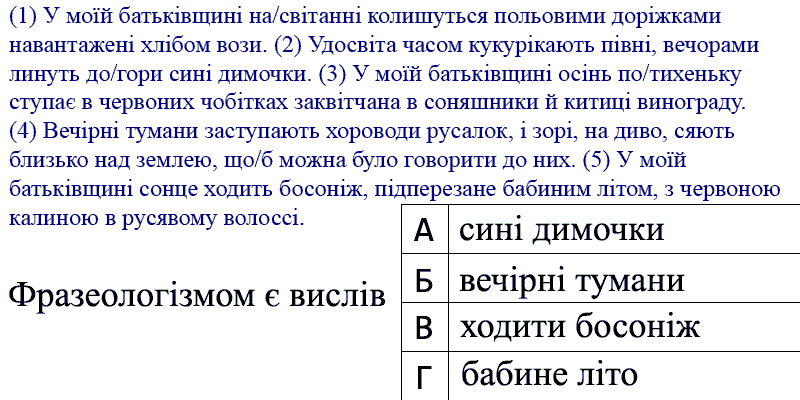 (1) У моїй батьківщині на/світанні колишуться польовими доріжками
навантажені хлібом вози. (2) Удосвіта часом кукурікають півні, вечорами
линуть до/гори сині димочки. (3) У моїй батьківщині осінь по/тихеньку
ступає в червоних чобітках заквітчана в соняшники й китиці винограду.
(4) Вечірні тумани заступають хороводи русалок, і зорі, на диво, сяють
близько над землею, що/б можна було говорити до них. (5) У моїй
батьківщині сонце ходить босоніж, підперезане бабиним літом, з червоною
калиною в русявому волоссі.
Фразеологізмом є вислів
А сині димочки
Б вечірні тумани
В ходити босоніж
Г бабине літо